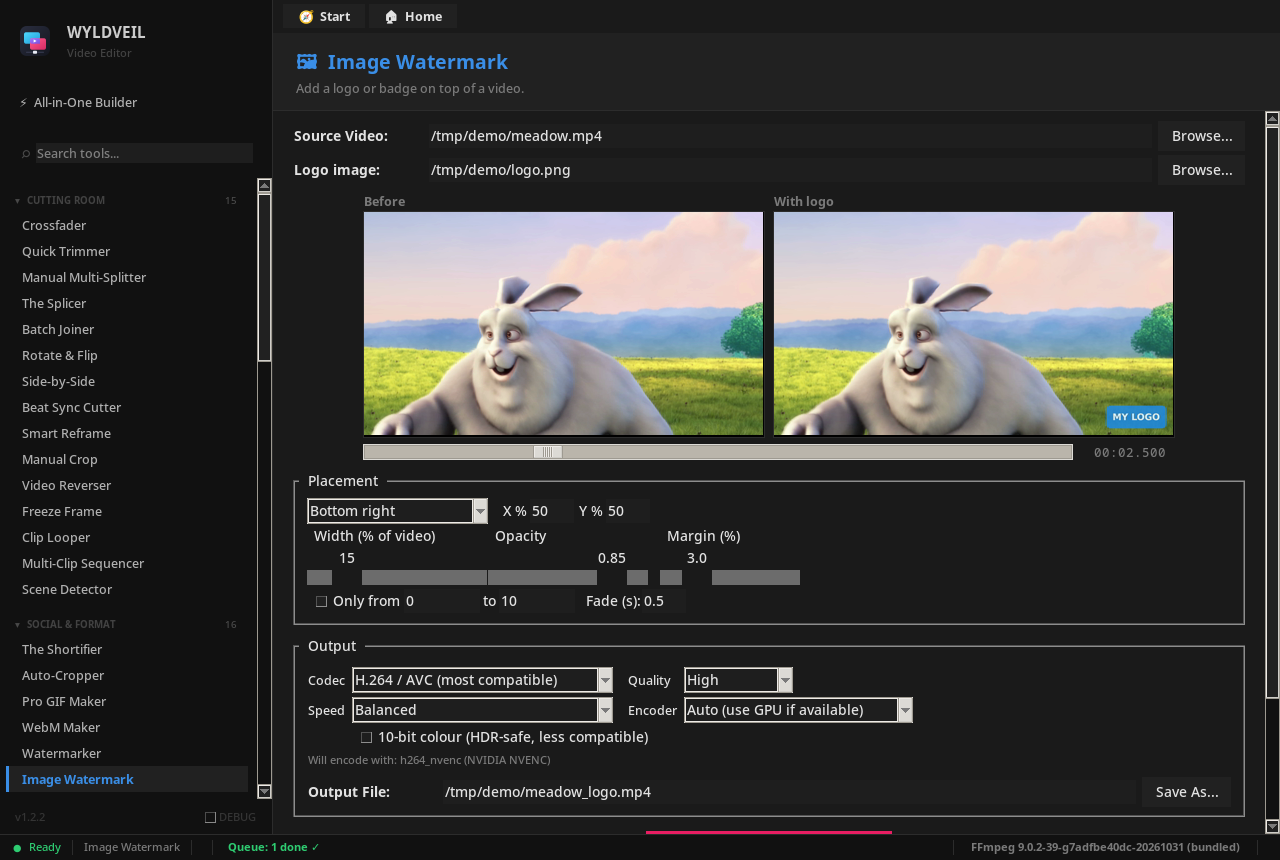 WYLDVEIL
Video Editor
⚡ All-in-One Builder
Search tools...
CUTTING ROOM 15
Crossfader
Quick Trimmer
Manual Multi-Splitter
The Splicer
Batch Joiner
Rotate & Flip
Side-by-Side
Beat Sync Cutter
Smart Reframe
Manual Crop
Video Reverser
Freeze Frame
Clip Looper
Multi-Clip Sequencer
Scene Detector
SOCIAL & FORMAT 16
The Shortifier
Auto-Cropper
Pro GIF Maker
WebM Maker
Watermarker
Image Watermark
v1.2.2 DEBUG
Start Home
Image Watermark
Add a logo or badge on top of a video.
Source Video: /tmp/demo/meadow.mp4 Browse...
Logo image: /tmp/demo/logo.png Browse...
Before With logo
MY LOGO
00:02.500
Placement
Bottom right X % 50 Y % 50
Width (% of video) Opacity Margin (%)
15 0.85 3.0
Only from 0 to 10 Fade (s): 0.5
Output
Codec H.264 / AVC (most compatible) Quality High
Speed Balanced Encoder Auto (use GPU if available)
10-bit colour (HDR-safe, less compatible)
Will encode with: h264_nvenc (NVIDIA NVENC)
Output File: /tmp/demo/meadow_logo.mp4 Save As...
● Ready Image Watermark Queue: 1 done ✓ FFmpeg 9.0.2-39-g7adfbe40dc-20261031 (bundled)